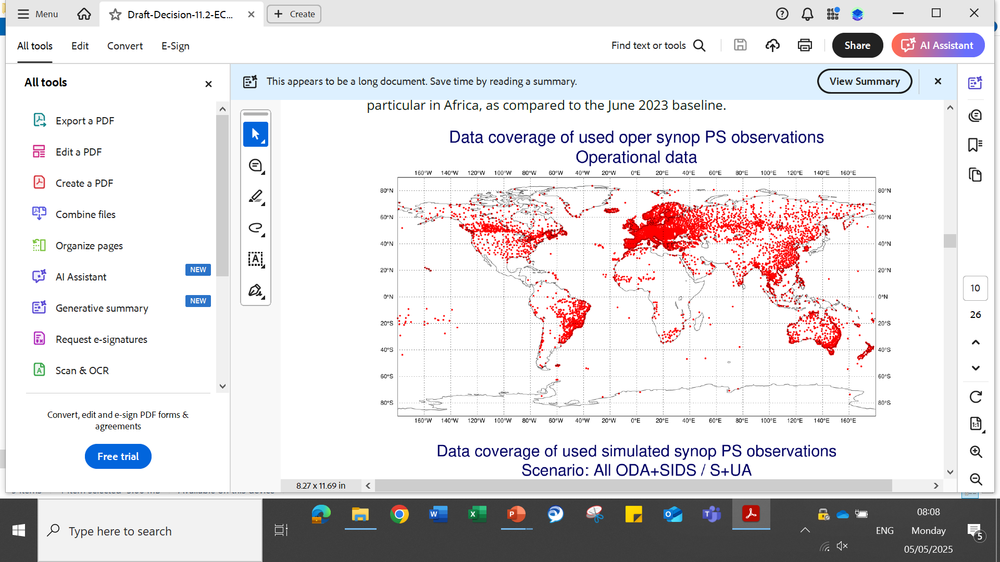 Menu
Draft-Decision-11.2-EC...
Create
All tools
Edit
Convert
E-Sign
Find text or tools
Share
AI Assistant
All tools
Export a PDF
Edit a PDF
Create a PDF
Combine files
Organize pages
AI Assistant
NEW
Generative summary
NEW
Request e-signatures
Scan & OCR
Convert, edit and e-sign PDF forms &
agreements
Free trial
This appears to be a long document. Save time by reading a summary.
View Summary
particular in Africa, as compared to the June 2023 baseline.
Data coverage of used oper synop PS observations
Operational data
160°W 140°W 120°W 100°W 80°W 60°W 40°W 20°W 0°E 20°E 40°E 60°E 80°E 100°E 120°E 140°E 160°E
80°N 80°N
60°N 60°N
40°N 40°N
20°N 20°N
0°N 0°N
20°S 20°S
40°S 40°S
60°S 60°S
80°S 80°S
160°W 140°W 120°W 100°W 80°W 60°W 40°W 20°W 0°E 20°E 40°E 60°E 80°E 100°E 120°E 140°E 160°E
Data coverage of used simulated synop PS observations
Scenario: All ODA+SIDS / S+UA
8.27 x 11.69 in
10
26
1:1
Type here to search
ENG
08:08
Monday
05/05/2025
5